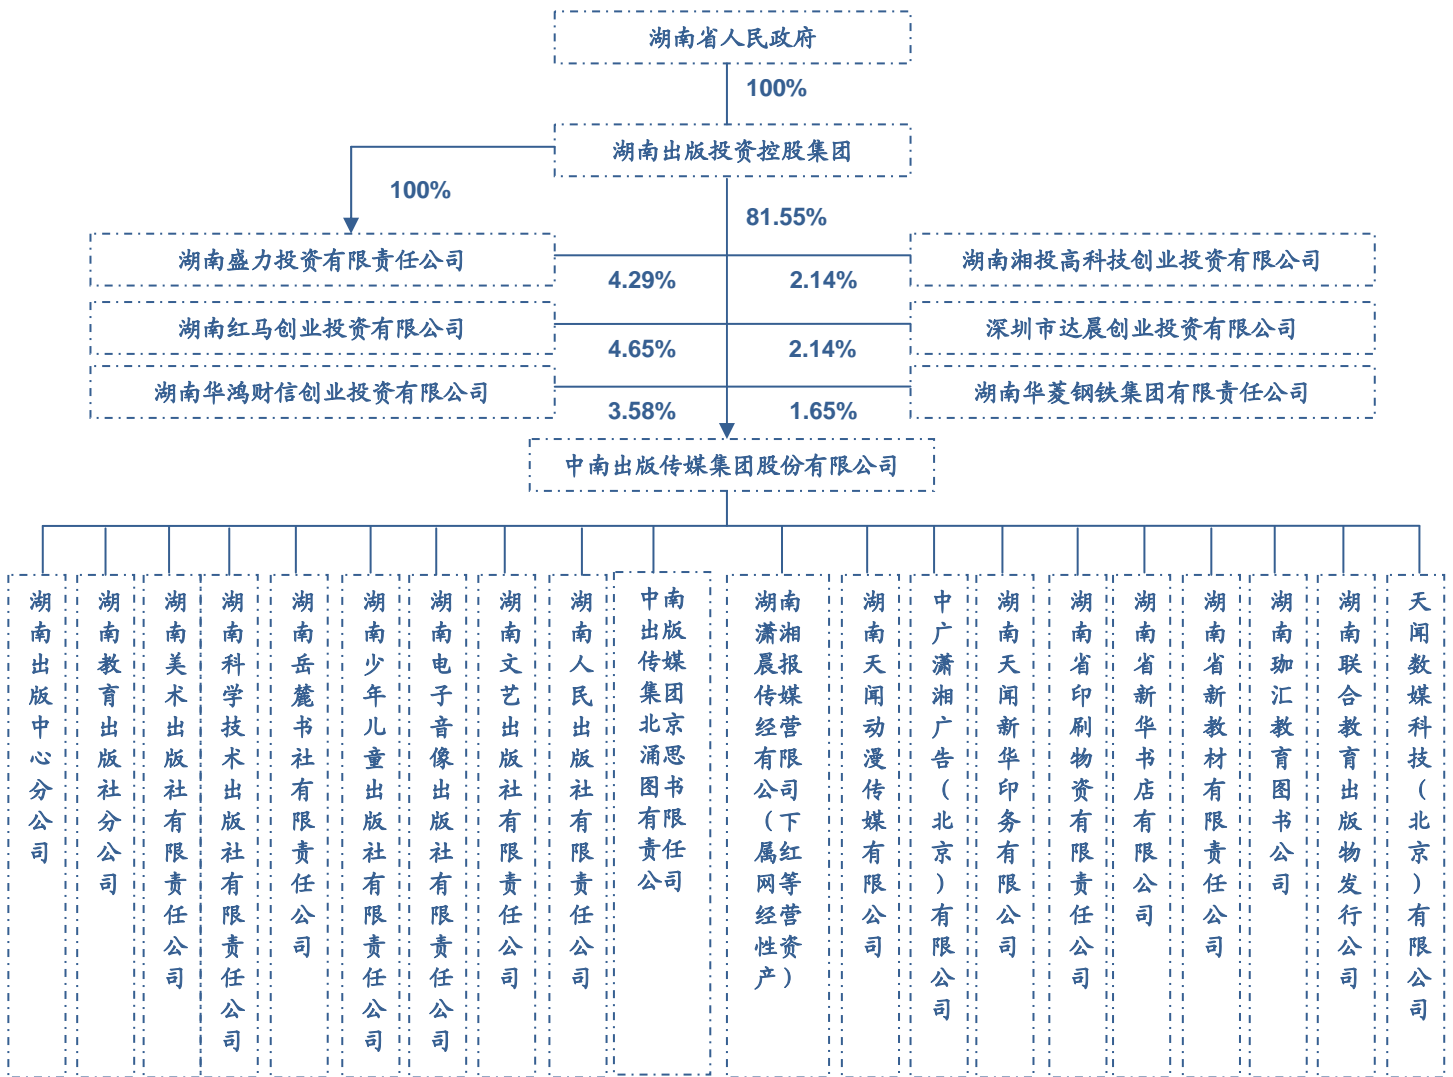 湖南省人民政府
100%
湖南出版投资控股集团
100%
81.55%
湖南盛力投资有限责任公司
湖南湘投高科技创业投资有限公司
4.29%
2.14%
湖南红马创业投资有限公司
深圳市达晨创业投资有限公司
4.65%
2.14%
湖南华鸿财信创业投资有限公司
湖南华菱钢铁集团有限责任公司
3.58%
1.65%
中南出版传媒集团股份有限公司
湖南出版中心分公司
湖南教育出版社分公司
湖南美术出版社有限责任公司
湖南科学技术出版社有限责任公司
湖南岳麓书社有限责任公司
湖南少年儿童出版社有限责任公司
湖南电子音像出版社有限责任公司
湖南文艺出版社有限责任公司
湖南人民出版社有限责任公司
中南
出版
传媒
集团
北京
涌思
图书
有限
责任
公司
湖南
潇湘
晨报
传媒
经营
有限
公司
（下
属红
网等
经营
性资
产）
湖南天闻动漫传媒有限公司
中广潇湘广告（北京）有限公司
湖南天闻新华印务有限公司
湖南省印刷物资有限责任公司
湖南省新华书店有限公司
湖南省新教材有限责任公司
湖南珈汇教育图书公司
湖南联合教育出版物发行公司
天闻数媒科技（北京）有限公司